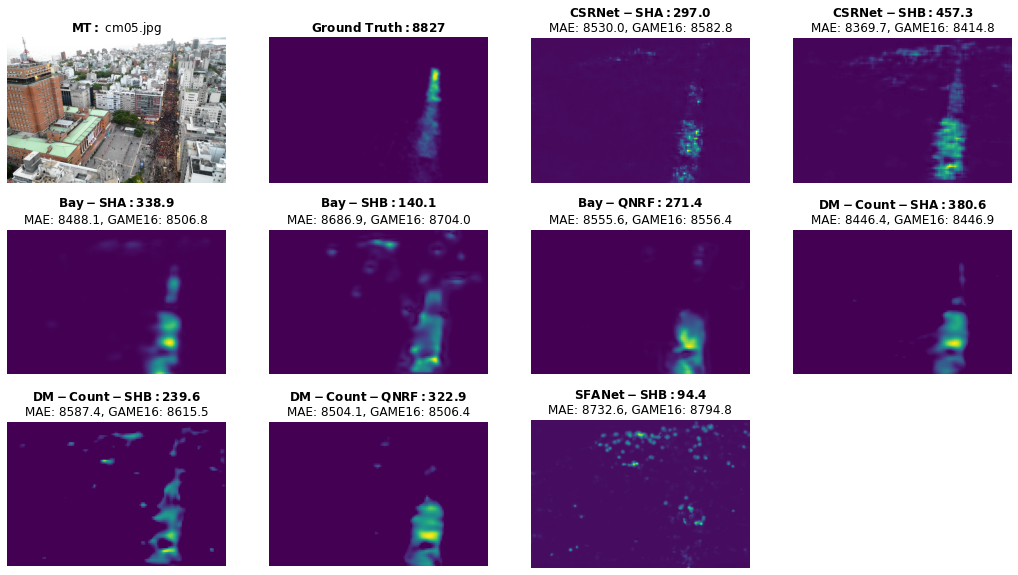 MT: cm05.jpg
Ground Truth:8827
CSRNet-SHA:297.0
MAE: 8530.0, GAME16: 8582.8
CSRNet-SHB:457.3
MAE: 8369.7, GAME16: 8414.8
Bay-SHA:338.9
MAE: 8488.1, GAME16: 8506.8
Bay-SHB:140.1
MAE: 8686.9, GAME16: 8704.0
Bay-QNRF:271.4
MAE: 8555.6, GAME16: 8556.4
DM-Count-SHA:380.6
MAE: 8446.4, GAME16: 8446.9
DM-Count-SHB:239.6
MAE: 8587.4, GAME16: 8615.5
DM-Count-QNRF:322.9
MAE: 8504.1, GAME16: 8506.4
SFANet-SHB:94.4
MAE: 8732.6, GAME16: 8794.8